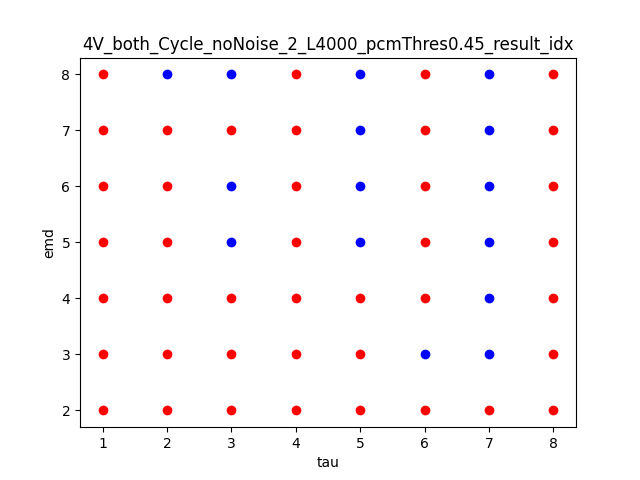 4V_both_Cycle_noNoise_2_L4000_pcmThres0.45_result_idx
8
7
6
5
4
3
2
emd
1 2 3 4 5 6 7 8
tau